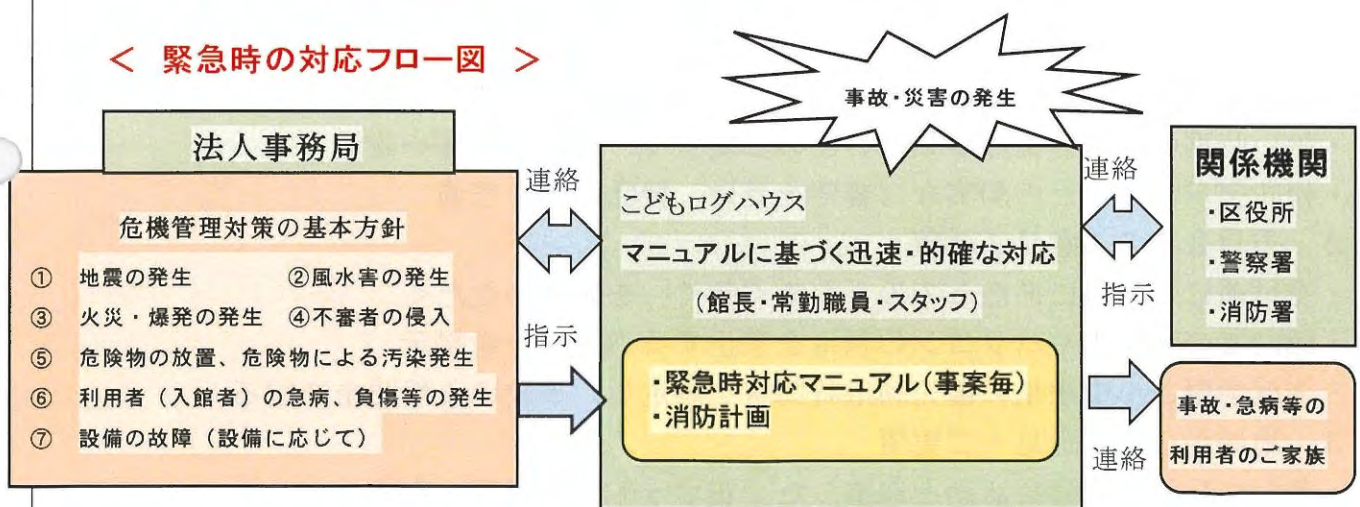 ＜ 緊急時の対応フロー図 ＞
事故・災害の発生
法人事務局
危機管理対策の基本方針
① 地震の発生 ②風水害の発生
③ 火災・爆発の発生 ④不審者の侵入
⑤ 危険物の放置、危険物による汚染発生
⑥ 利用者（入館者）の急病、負傷等の発生
⑦ 設備の故障（設備に応じて）
連絡
指示
こどもログハウス
マニュアルに基づく迅速・的確な対応
（館長・常勤職員・スタッフ）
・緊急時対応マニュアル（事案毎）
・消防計画
連絡
指示
連絡
関係機関
・区役所
・警察署
・消防署
事故・急病等の
利用者のご家族